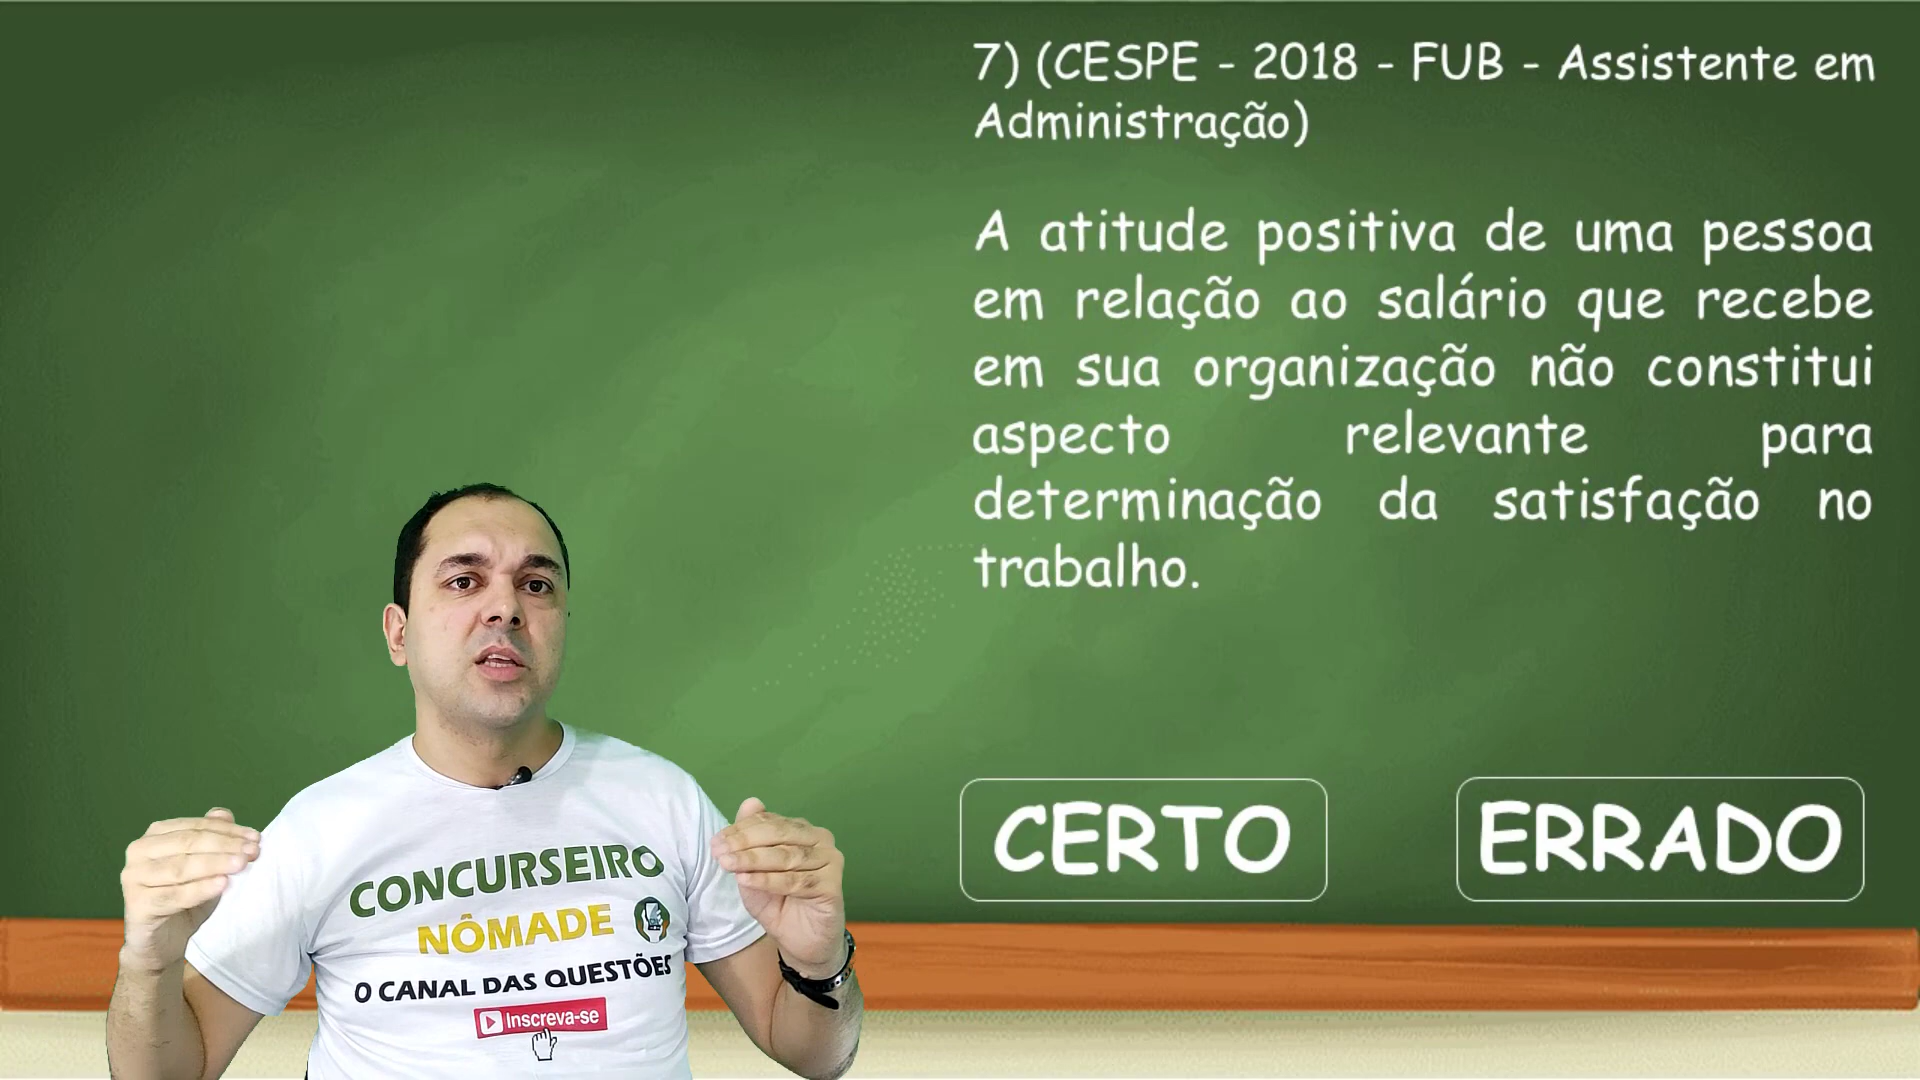 7) (CESPE - 2018 - FUB - Assistente em
Administração)
A atitude positiva de uma pessoa
em relação ao salário que recebe
em sua organização não constitui
aspecto relevante para
determinação da satisfação no
trabalho.
CERTO
ERRADO
CONCURSEIRO
NÔMADE
O CANAL DAS QUESTÕES
Inscreva-se